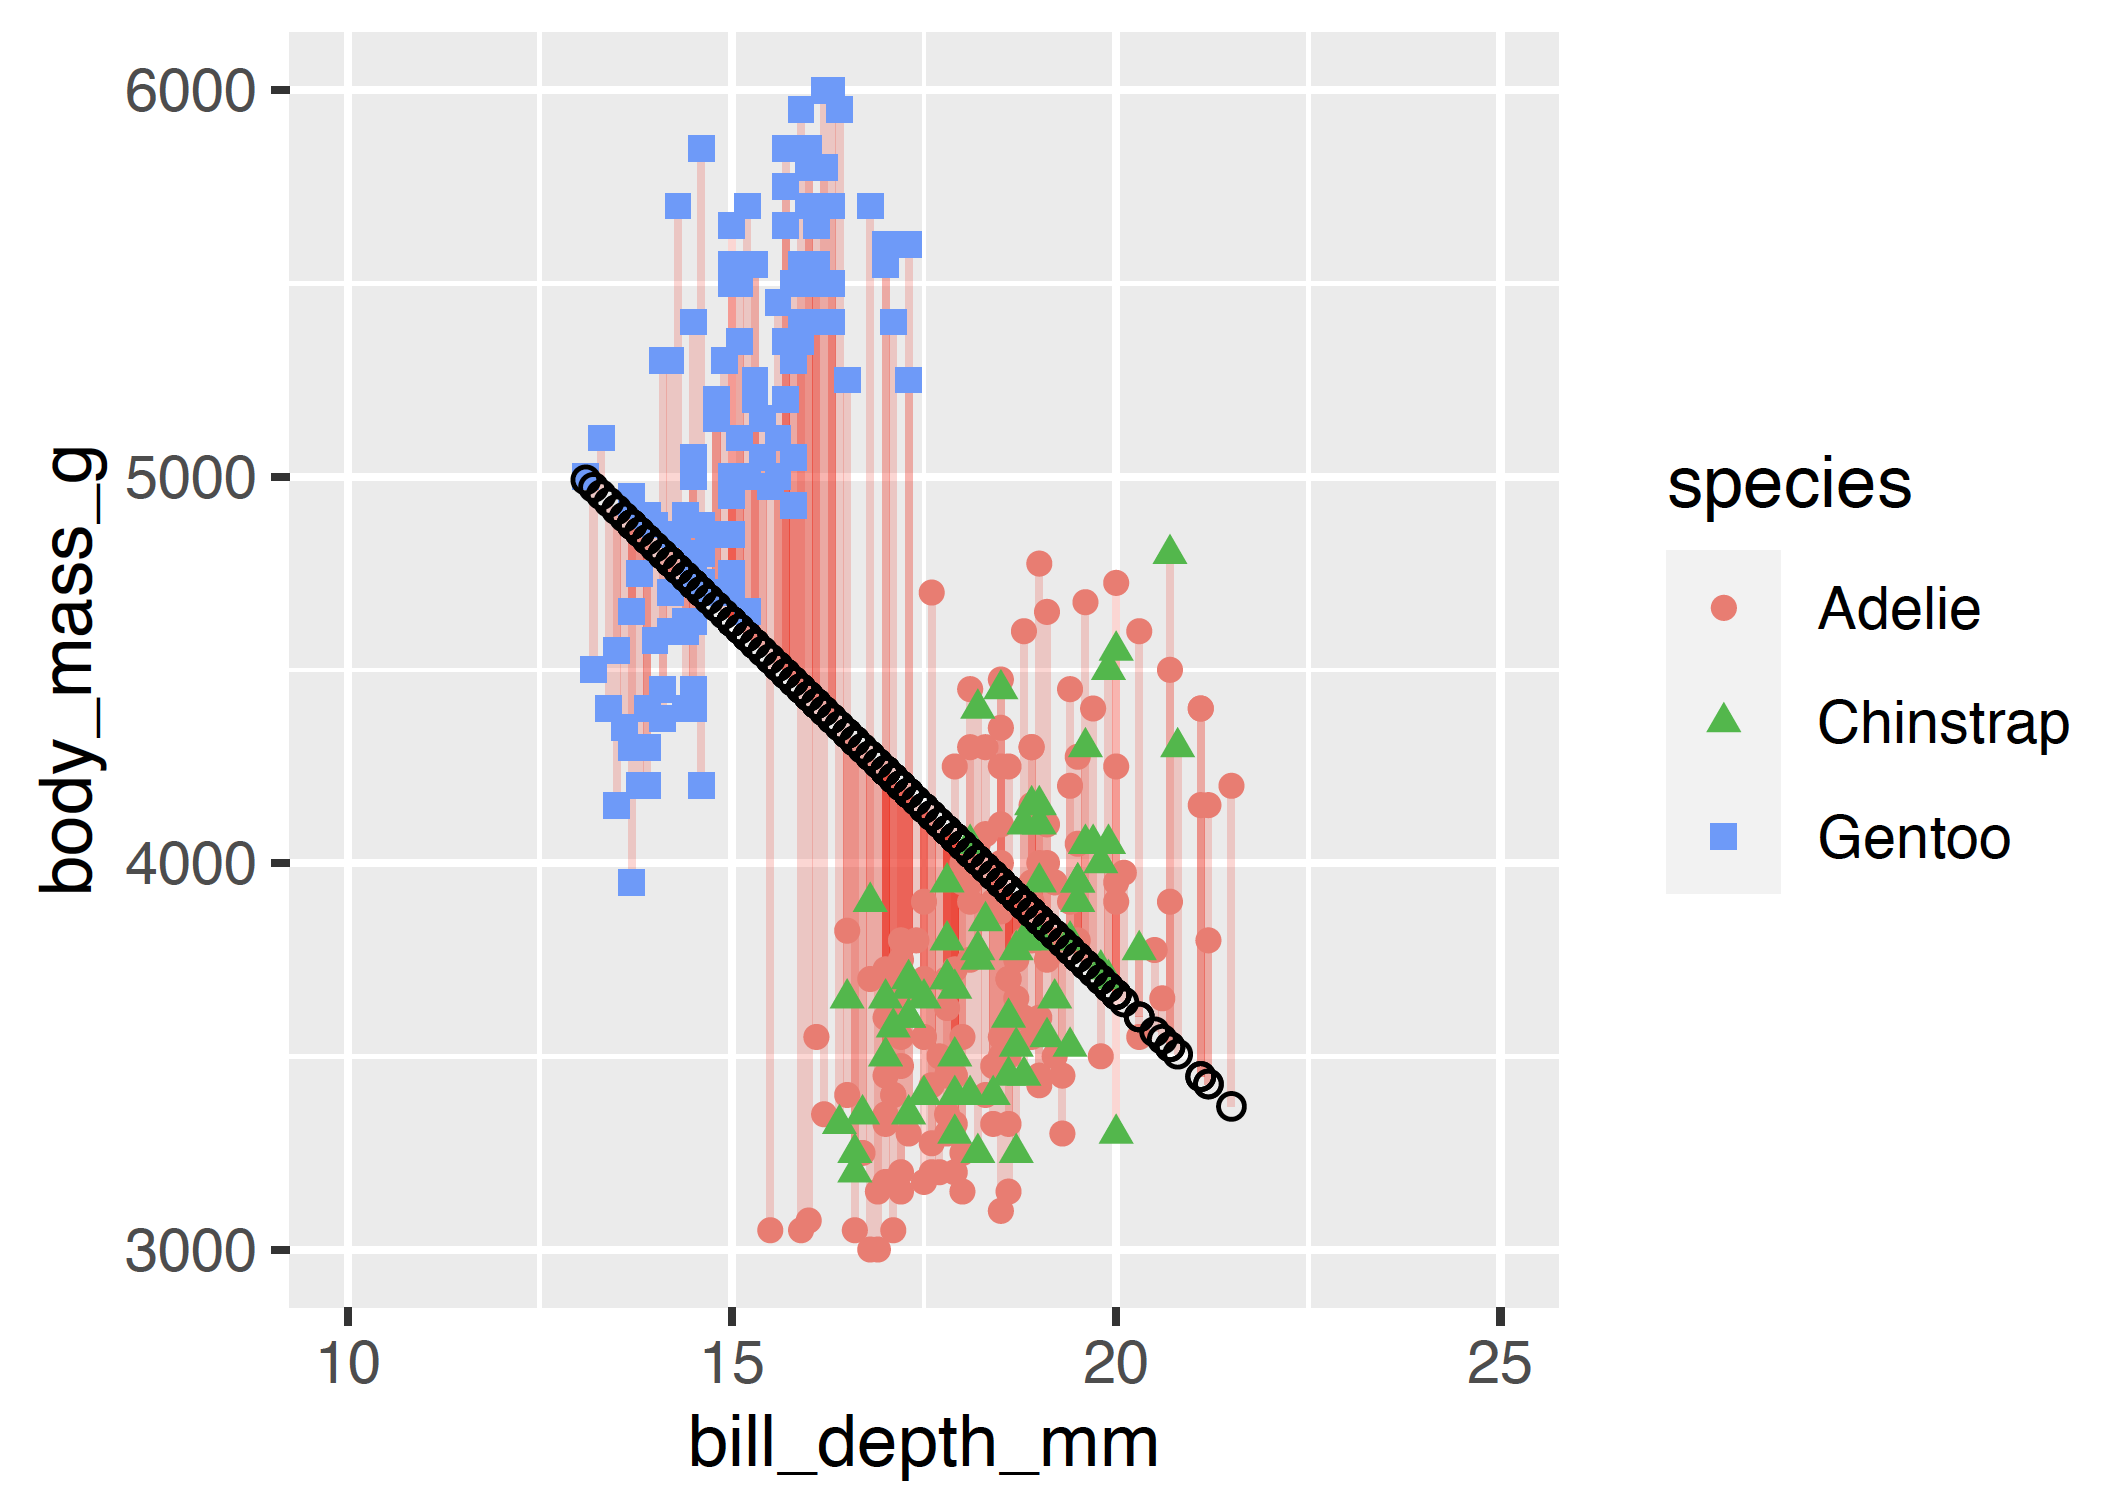 6000
5000
4000
3000
body_mass_g
10
15
20
25
bill_depth_mm
species
Adelie
Chinstrap
Gentoo